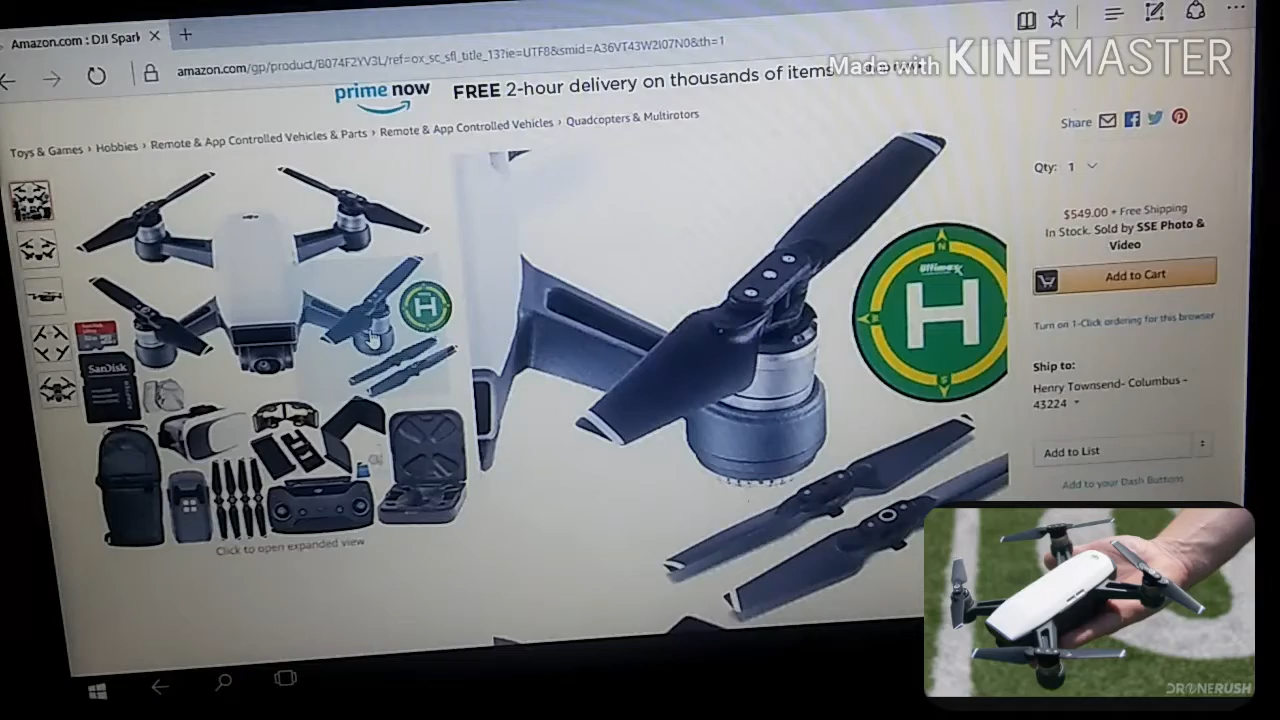 Amazon.com : DJI Spark
amazon.com/gp/product/B074F2YV3L/ref=ox_sc_sfl_title_13?ie=UTF8&smid=A36VT43W2I07N0&th=1
Made with KINEMASTER
prime now
FREE 2-hour delivery on thousands of items
Toys & Games › Hobbies › Remote & App Controlled Vehicles & Parts › Remote & App Controlled Vehicles › Quadcopters & Multirotors
Share
Qty: 1
$549.00 + Free Shipping
In Stock. Sold by SSE Photo &
Video
Add to Cart
Turn on 1-Click ordering for this browser
Ship to:
Henry Townsend- Columbus -
43224
Add to List
Add to your Dash Buttons
N
Ultimaxx
H
E
S
H
SanDisk
SanDisk
ADAPTER
Click to open expanded view
DRONERUSH